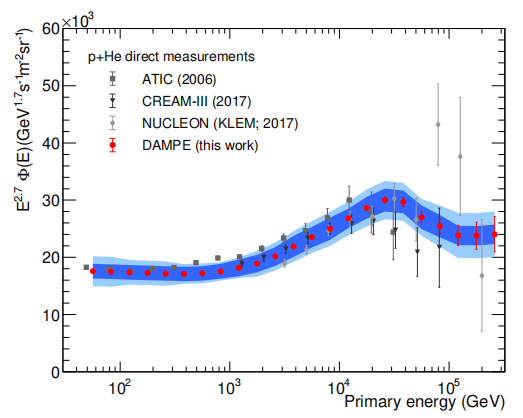 60×10³
50
40
30
20
10
0
E^2.7 Φ(E)(GeV^1.7s^-1m^-2sr^-1)
p+He direct measurements
ATIC (2006)
CREAM-III (2017)
NUCLEON (KLEM; 2017)
DAMPE (this work)
10² 10³ 10⁴ 10⁵
Primary energy (GeV)